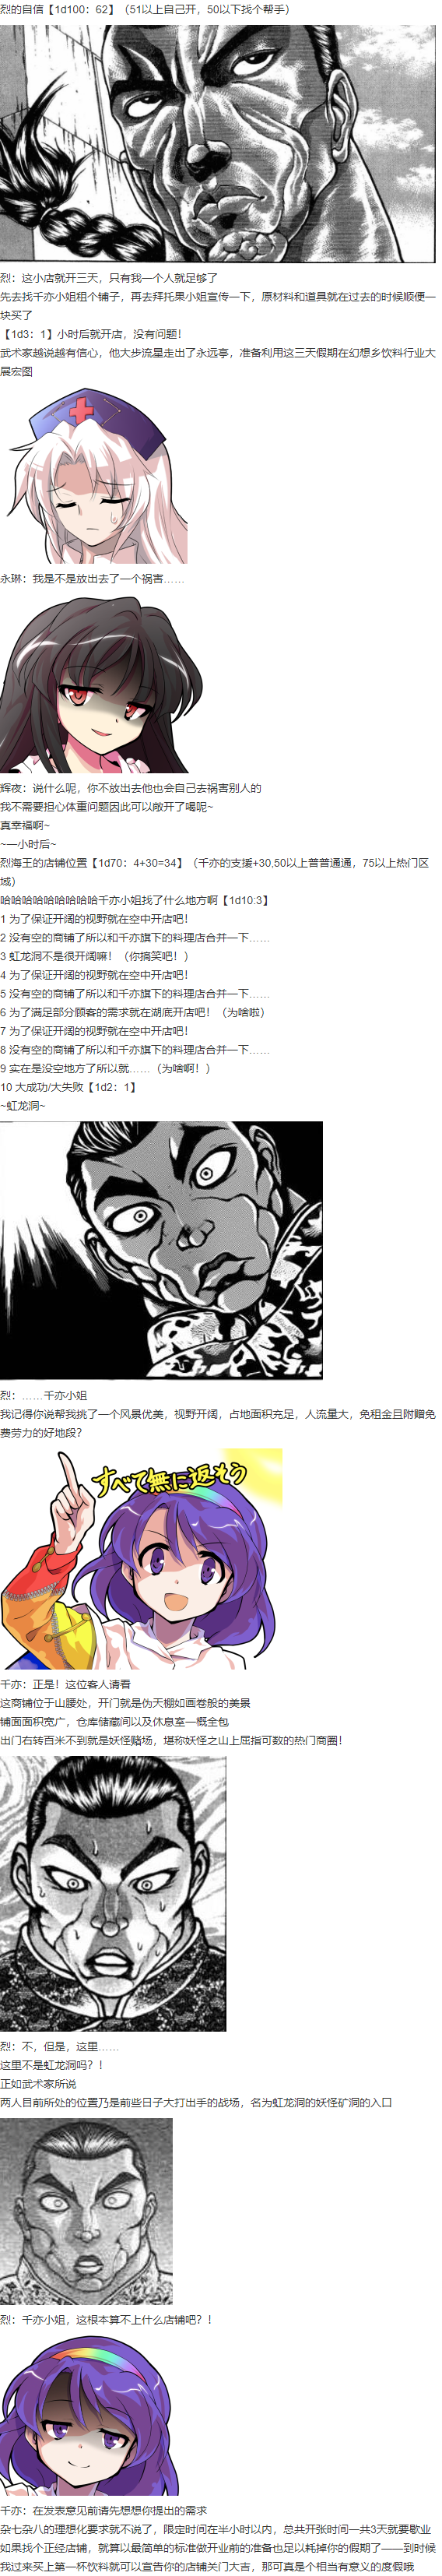 烈的自信【1d100：62】（51以上自己开，50以下找个帮手）
烈：这小店就开三天，只有我一个人就足够了
先去找千亦小姐租个铺子，再去拜托果小姐宣传一下，原材料和道具就在过去的时候顺便一
块买了
【1d3：1】小时后就开店，没有问题！
武术家越说越有信心，他大步流星走出了永远亭，准备利用这三天假期在幻想乡饮料行业大
展宏图
永琳：我是不是放出去了一个祸害……
辉夜：说什么呢，你不放出去他也会自己去祸害别人的
我不需要担心体重问题因此可以敞开了喝呢~
真幸福啊~
~一小时后~
烈海王的店铺位置【1d70：4+30=34】（千亦的支援+30,50以上普普通通，75以上热门区
域）
哈哈哈哈哈哈哈哈哈千亦小姐找了什么地方啊【1d10:3】
1 为了保证开阔的视野就在空中开店吧！
2 没有空的商铺了所以和千亦旗下的料理店合并一下……
3 虹龙洞不是很开阔嘛！（你搞笑吧！）
4 为了保证开阔的视野就在空中开店吧！
5 没有空的商铺了所以和千亦旗下的料理店合并一下……
6 为了满足部分顾客的需求就在湖底开店吧！（为啥啦）
7 为了保证开阔的视野就在空中开店吧！
8 没有空的商铺了所以和千亦旗下的料理店合并一下……
9 实在是没空地方了所以就……（为啥啊！）
10 大成功/大失败【1d2：1】
~虹龙洞~
烈：……千亦小姐
我记得你说帮我挑了一个风景优美，视野开阔，占地面积充足，人流量大，免租金且附赠免
费劳力的好地段？
すべて無に返そう
千亦：正是！这位客人请看
这商铺位于山腰处，开门就是伪天棚如画卷般的美景
铺面面积宽广，仓库储藏间以及休息室一概全包
出门右转百米不到就是妖怪赌场，堪称妖怪之山上屈指可数的热门商圈！
烈：不，但是，这里……
这里不是虹龙洞吗？！
正如武术家所说
两人目前所处的位置乃是前些日子大打出手的战场，名为虹龙洞的妖怪矿洞的入口
烈：千亦小姐，这根本算不上什么店铺吧？！
千亦：在发表意见前请先想想你提出的需求
杂七杂八的理想化要求就不说了，限定时间在半小时以内，总共开张时间一共3天就要歇业
如果找个正经店铺，就算以最简单的标准做开业前的准备也足以耗掉你的假期了——到时候
我过来买上第一杯饮料就可以宣告你的店铺关门大吉，那可真是个相当有意义的度假哦